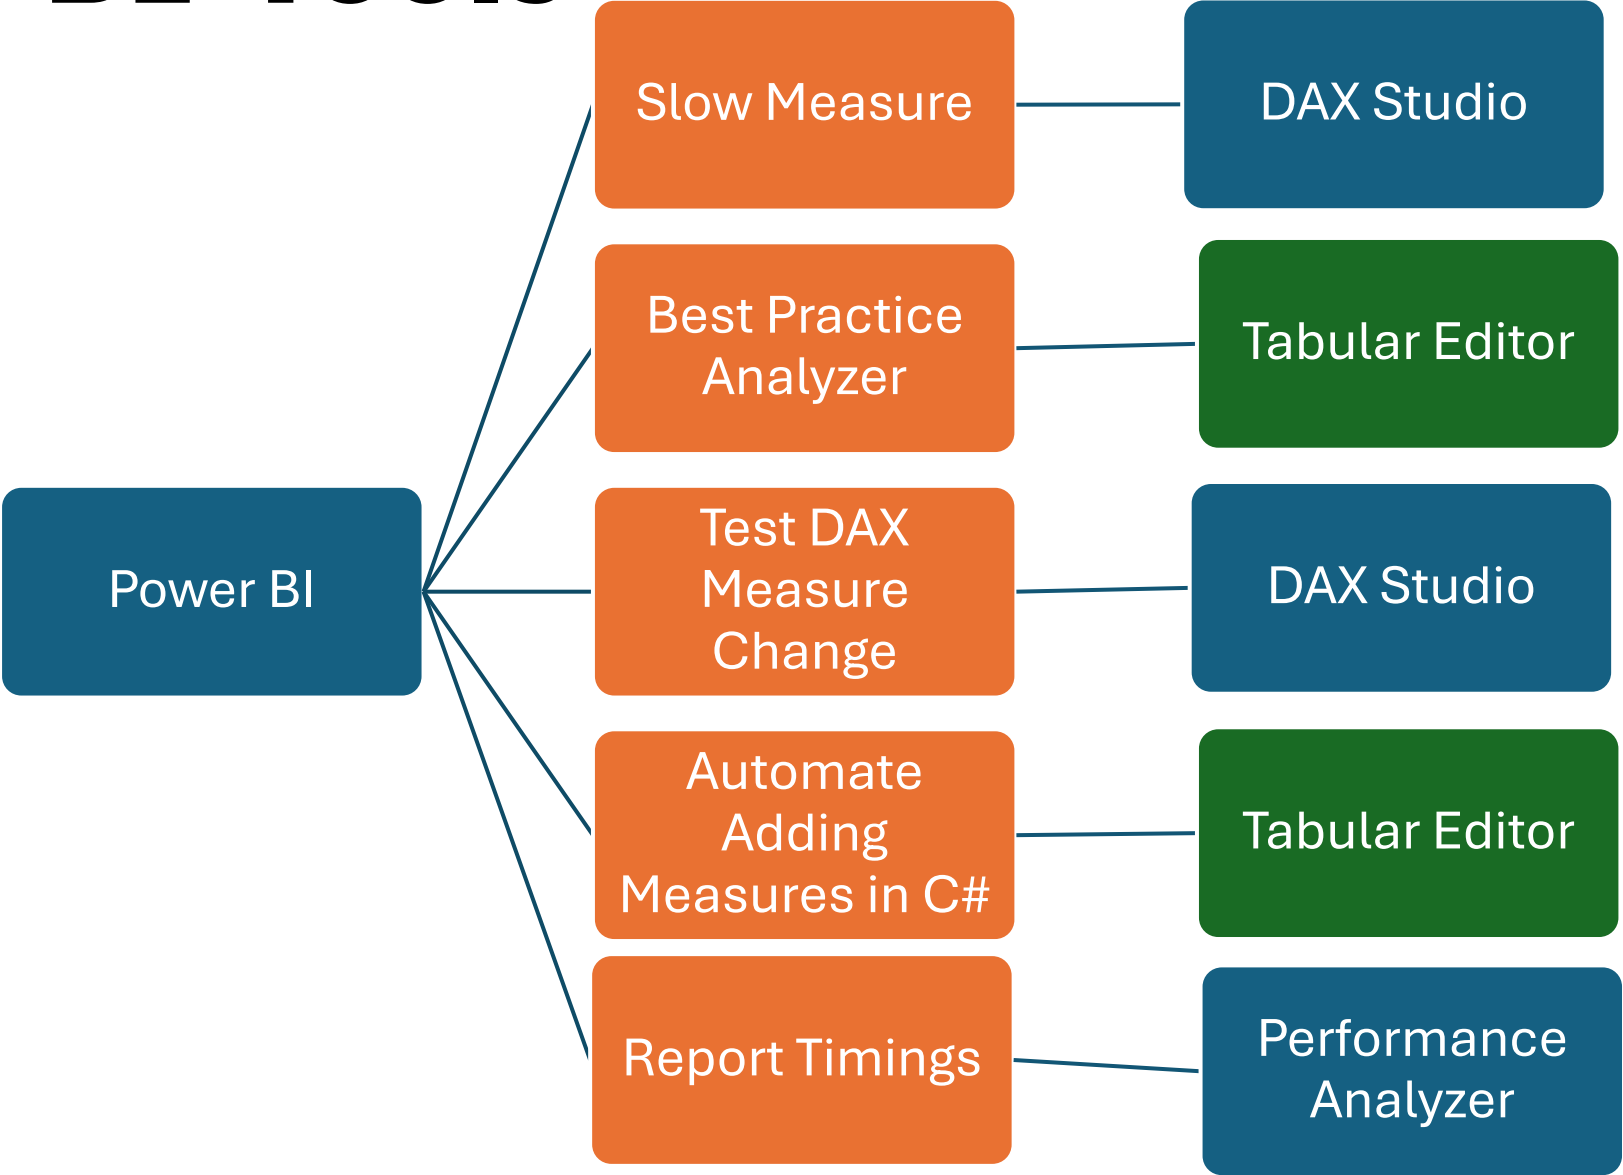 Slow Measure
DAX Studio
Best Practice
Analyzer
Tabular Editor
Power BI
Test DAX
Measure
Change
DAX Studio
Automate
Adding
Measures in C#
Tabular Editor
Report Timings
Performance
Analyzer